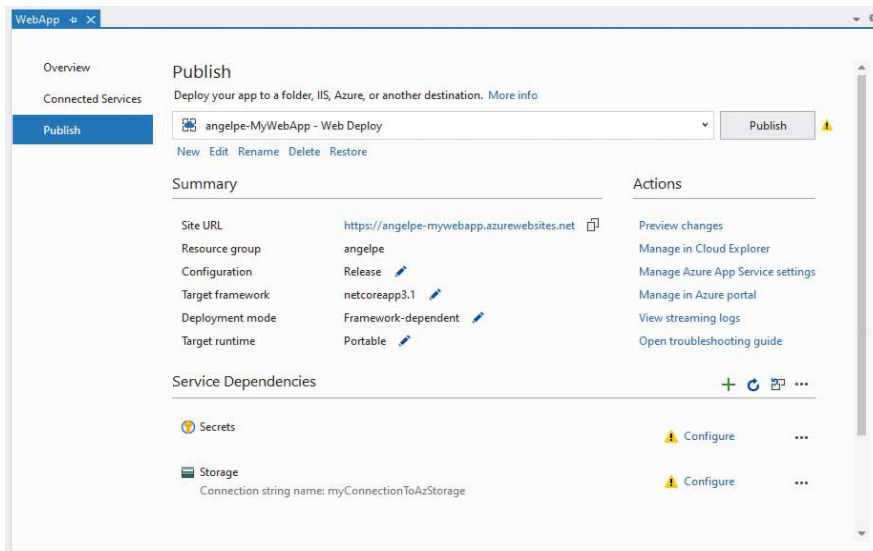 WebApp
Overview
Connected Services
Publish
Publish
Deploy your app to a folder, IIS, Azure, or another destination. More info
angelpe-MyWebApp - Web Deploy
Publish
New Edit Rename Delete Restore
Summary
Site URL https://angelpe-mywebapp.azurewebsites.net
Resource group angelpe
Configuration Release
Target framework netcoreapp3.1
Deployment mode Framework-dependent
Target runtime Portable
Actions
Preview changes
Manage in Cloud Explorer
Manage Azure App Service settings
Manage in Azure portal
View streaming logs
Open troubleshooting guide
Service Dependencies
Secrets
Configure
Storage
Connection string name: myConnectionToAzStorage
Configure